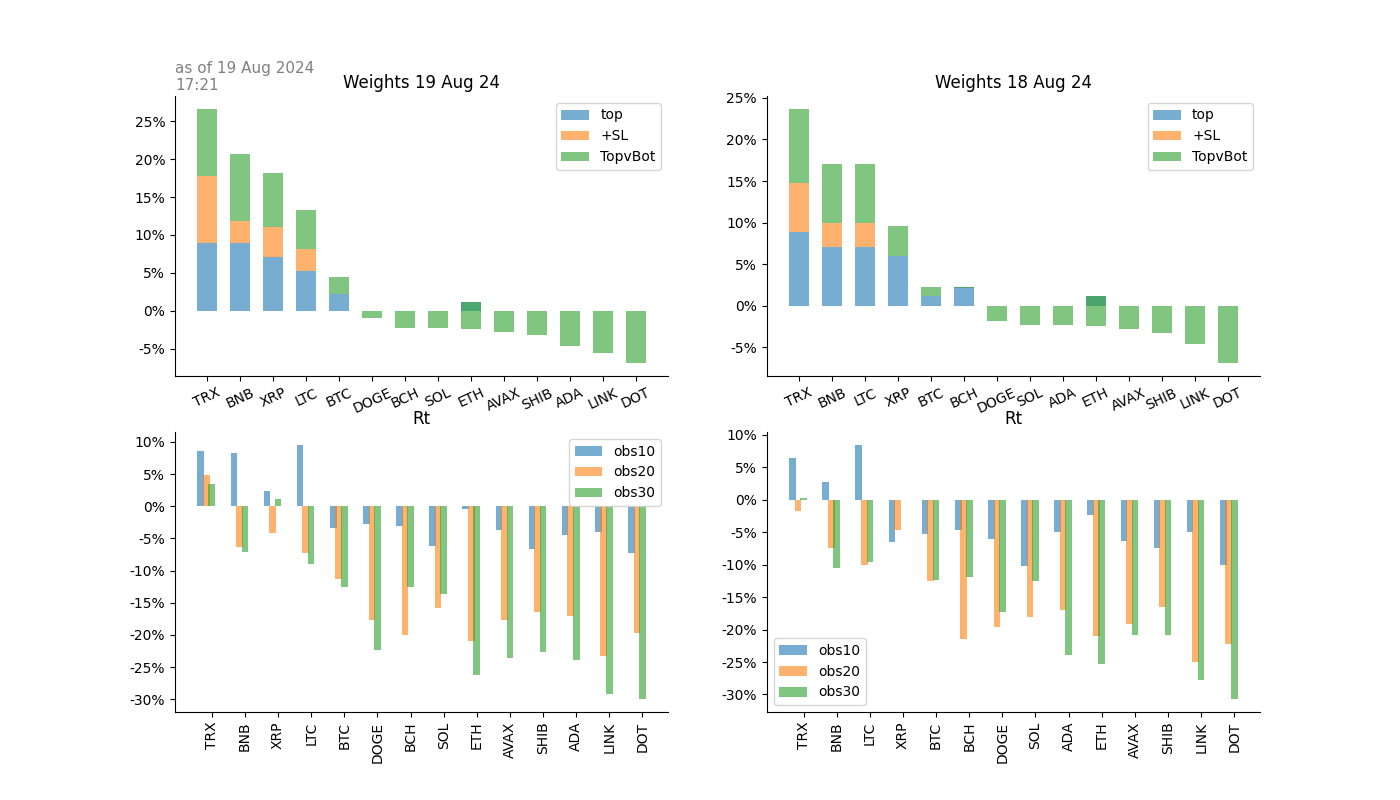 as of 19 Aug 2024
17:21
Weights 19 Aug 24
25%
20%
15%
10%
5%
0%
-5%
top
+SL
TopvBot
TRX BNB XRP LTC BTC DOGE BCH SOL ETH AVAX SHIB ADA LINK DOT
Weights 18 Aug 24
25%
20%
15%
10%
5%
0%
-5%
top
+SL
TopvBot
TRX BNB LTC XRP BTC BCH DOGE SOL ADA ETH AVAX SHIB LINK DOT
Rt
10%
5%
0%
-5%
-10%
-15%
-20%
-25%
-30%
obs10
obs20
obs30
TRX BNB XRP LTC BTC DOGE BCH SOL ETH AVAX SHIB ADA LINK DOT
Rt
10%
5%
0%
-5%
-10%
-15%
-20%
-25%
-30%
obs10
obs20
obs30
TRX BNB LTC XRP BTC BCH DOGE SOL ADA ETH AVAX SHIB LINK DOT